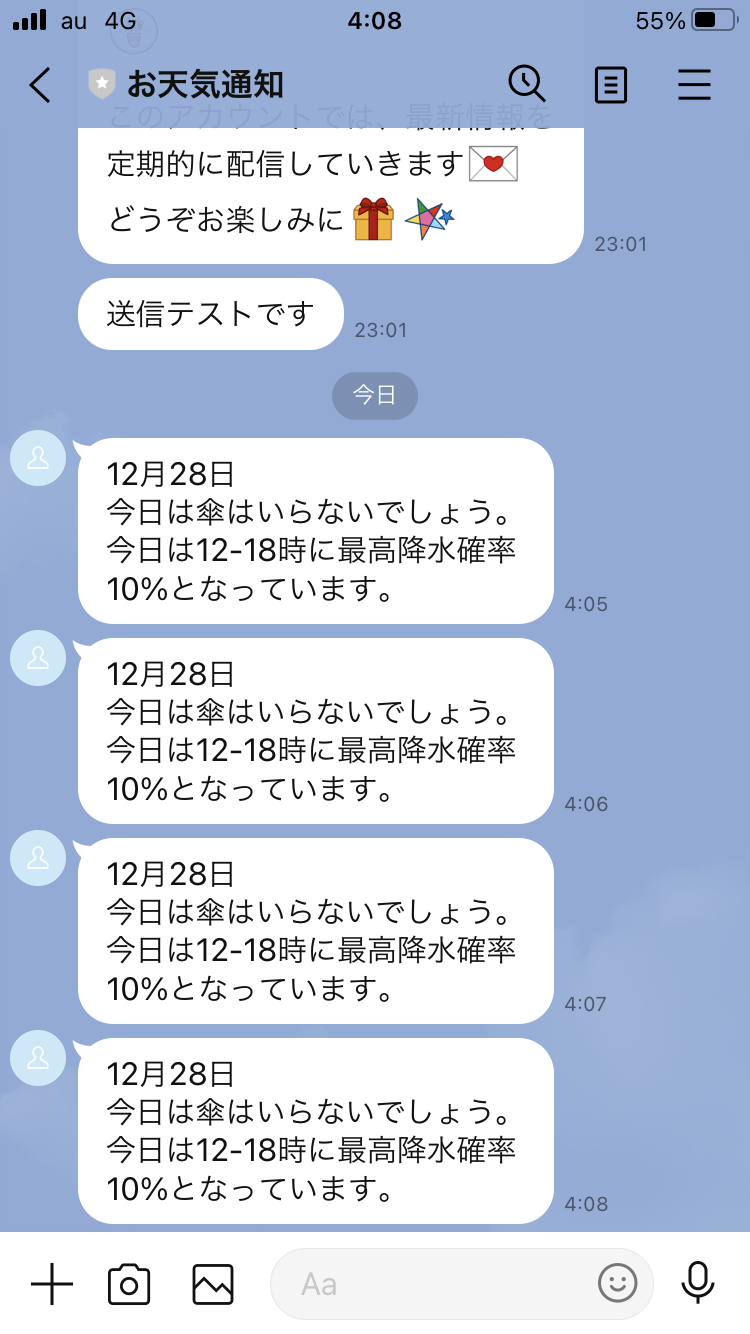 au 4G 4:08 55%
お天気通知
このアカウントでは、最新情報を
定期的に配信していきます
どうぞお楽しみに
23:01
送信テストです
23:01
今日
12月28日
今日は傘はいらないでしょう。
今日は12-18時に最高降水確率
10%となっています。
4:05
12月28日
今日は傘はいらないでしょう。
今日は12-18時に最高降水確率
10%となっています。
4:06
12月28日
今日は傘はいらないでしょう。
今日は12-18時に最高降水確率
10%となっています。
4:07
12月28日
今日は傘はいらないでしょう。
今日は12-18時に最高降水確率
10%となっています。
4:08
Aa